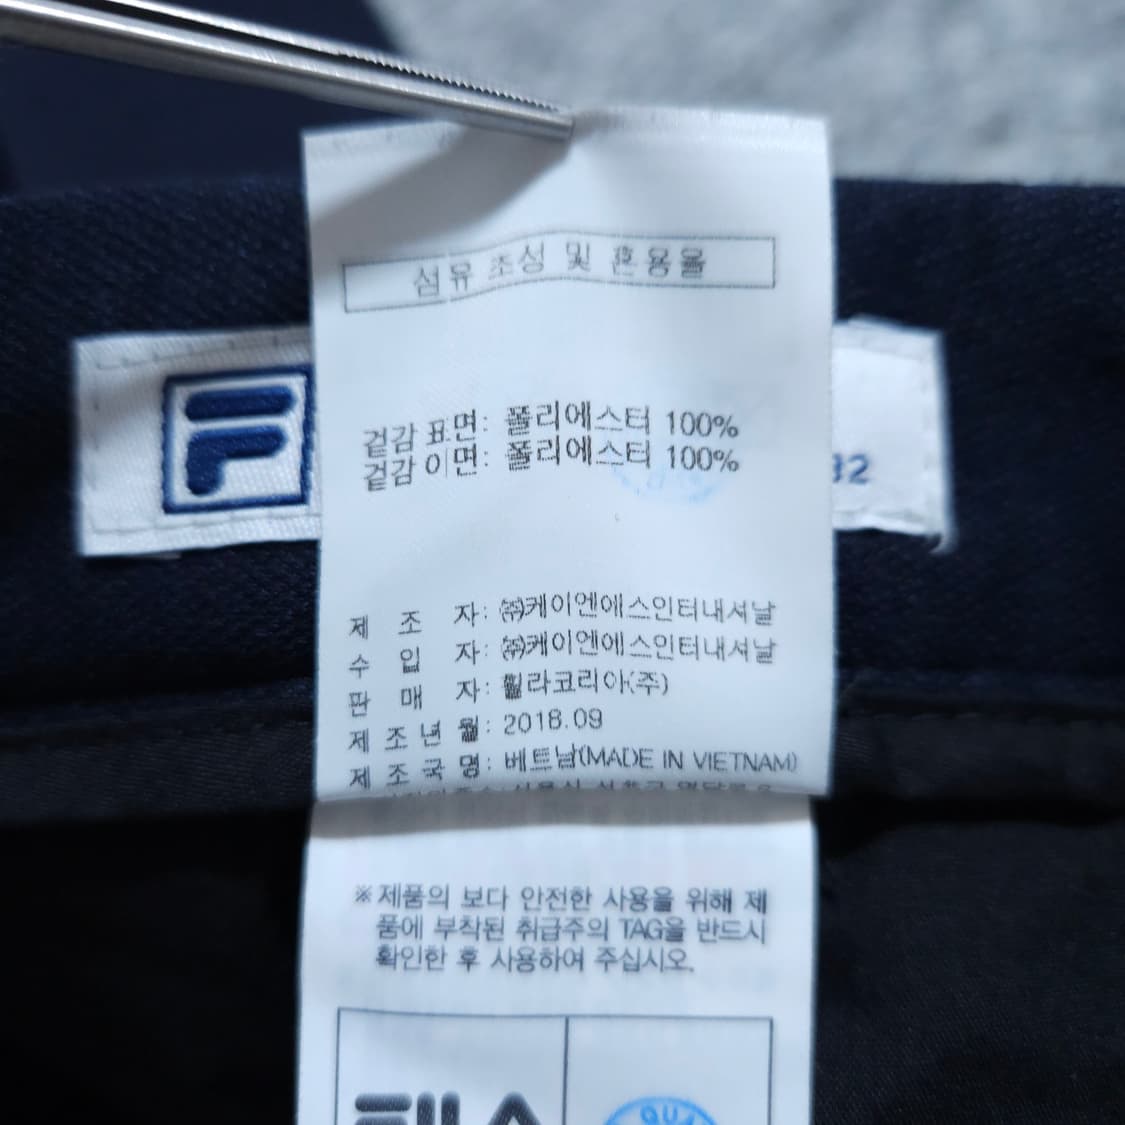 섬유 조성 및 혼용율
겉감 표면: 폴리에스터 100%
겉감 이면: 폴리에스터 100%
32
제 조 자: ㈜케이엔에스인터내셔날
수 입 자: ㈜케이엔에스인터내셔날
판 매 자: 휠라코리아(주)
제 조 년 월: 2018.09
제 조 국 명: 베트남(MADE IN VIETNAM)
※제품의 보다 안전한 사용을 위해 제
품에 부착된 취급주의 TAG을 반드시
확인한 후 사용하여 주십시오.
FILA
QUA